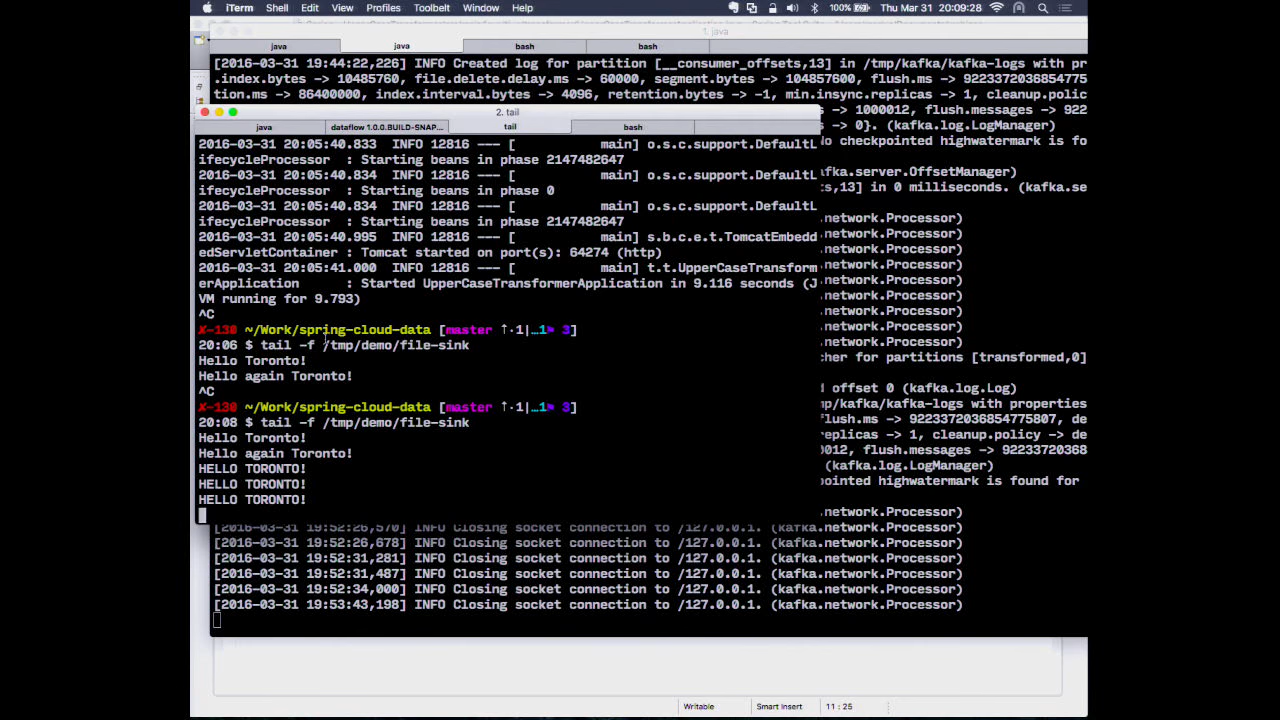 iTerm Shell Edit View Profiles Toolbelt Window Help 100% Thu Mar 31 20:09:28
1. java
java java bash bash
[2016-03-31 19:44:22,226] INFO Created log for partition [__consumer_offsets,13] in /tmp/kafka/kafka-logs with pr
.index.bytes -> 10485760, file.delete.delay.ms -> 60000, segment.bytes -> 104857600, flush.ms -> 9223372036854775
tion.ms -> 86400000, index.interval.bytes -> 4096, retention.bytes -> -1, min.insync.replicas -> 1, cleanup.polic
-> 1000012, flush.messages -> 92
-> 0}. (kafka.log.LogManager)
o checkpointed highwatermark is fo
ka.server.OffsetManager)
ts,13] in 0 milliseconds. (kafka.se
.network.Processor)
.network.Processor)
.network.Processor)
.network.Processor)
.network.Processor)
.network.Processor)
.network.Processor)
.network.Processor)
.network.Processor)
cher for partitions [transformed,0]
d offset 0 (kafka.log.Log)
mp/kafka/kafka-logs with properties
flush.ms -> 9223372036854775807, de
replicas -> 1, cleanup.policy -> de
0012, flush.messages -> 92233720368
(kafka.log.LogManager)
pointed highwatermark is found for
.network.Processor)
2. tail
java dataflow 1.0.0.BUILD-SNAP... tail bash
2016-03-31 20:05:40.833 INFO 12816 --- [ main] o.s.c.support.DefaultL
ifecycleProcessor : Starting beans in phase 2147482647
2016-03-31 20:05:40.834 INFO 12816 --- [ main] o.s.c.support.DefaultL
ifecycleProcessor : Starting beans in phase 0
2016-03-31 20:05:40.834 INFO 12816 --- [ main] o.s.c.support.DefaultL
ifecycleProcessor : Starting beans in phase 2147482647
2016-03-31 20:05:40.995 INFO 12816 --- [ main] s.b.c.e.t.TomcatEmbedd
edServletContainer : Tomcat started on port(s): 64274 (http)
2016-03-31 20:05:41.000 INFO 12816 --- [ main] t.t.UpperCaseTransform
erApplication : Started UpperCaseTransformerApplication in 9.116 seconds (J
VM running for 9.793)
^C
✘-130 ~/Work/spring-cloud-data [master ↑·1|…1⚑ 3]
20:06 $ tail -f /tmp/demo/file-sink
Hello Toronto!
Hello again Toronto!
^C
✘-130 ~/Work/spring-cloud-data [master ↑·1|…1⚑ 3]
20:08 $ tail -f /tmp/demo/file-sink
Hello Toronto!
Hello again Toronto!
HELLO TORONTO!
HELLO TORONTO!
HELLO TORONTO!
[2016-03-31 19:52:26,570] INFO Closing socket connection to /127.0.0.1. (kafka.network.Processor)
[2016-03-31 19:52:26,678] INFO Closing socket connection to /127.0.0.1. (kafka.network.Processor)
[2016-03-31 19:52:31,281] INFO Closing socket connection to /127.0.0.1. (kafka.network.Processor)
[2016-03-31 19:52:31,487] INFO Closing socket connection to /127.0.0.1. (kafka.network.Processor)
[2016-03-31 19:52:34,000] INFO Closing socket connection to /127.0.0.1. (kafka.network.Processor)
[2016-03-31 19:53:43,198] INFO Closing socket connection to /127.0.0.1. (kafka.network.Processor)
Writable Smart Insert 11 : 25